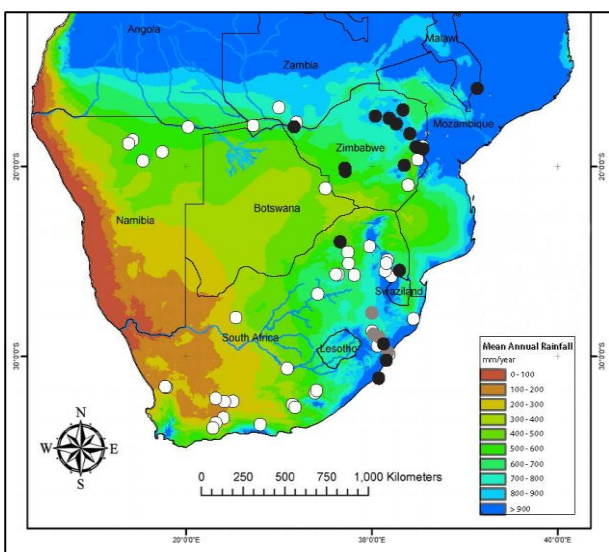 Angola
Malawi
Zambia
Mozambique
Zimbabwe
20°0'0"S
20°0'0"S
Botswana
Namibia
Swaziland
South Africa
Lesotho
30°0'0"S
30°0'0"S
Mean Annual Rainfall
mm/year
0 - 100
100 - 200
200 - 300
300 - 400
400 - 500
500 - 600
600 - 700
700 - 800
800 - 900
> 900
N
W E
S
0 250 500 750 1,000 Kilometers
20°0'0"E 30°0'0"E 40°0'0"E